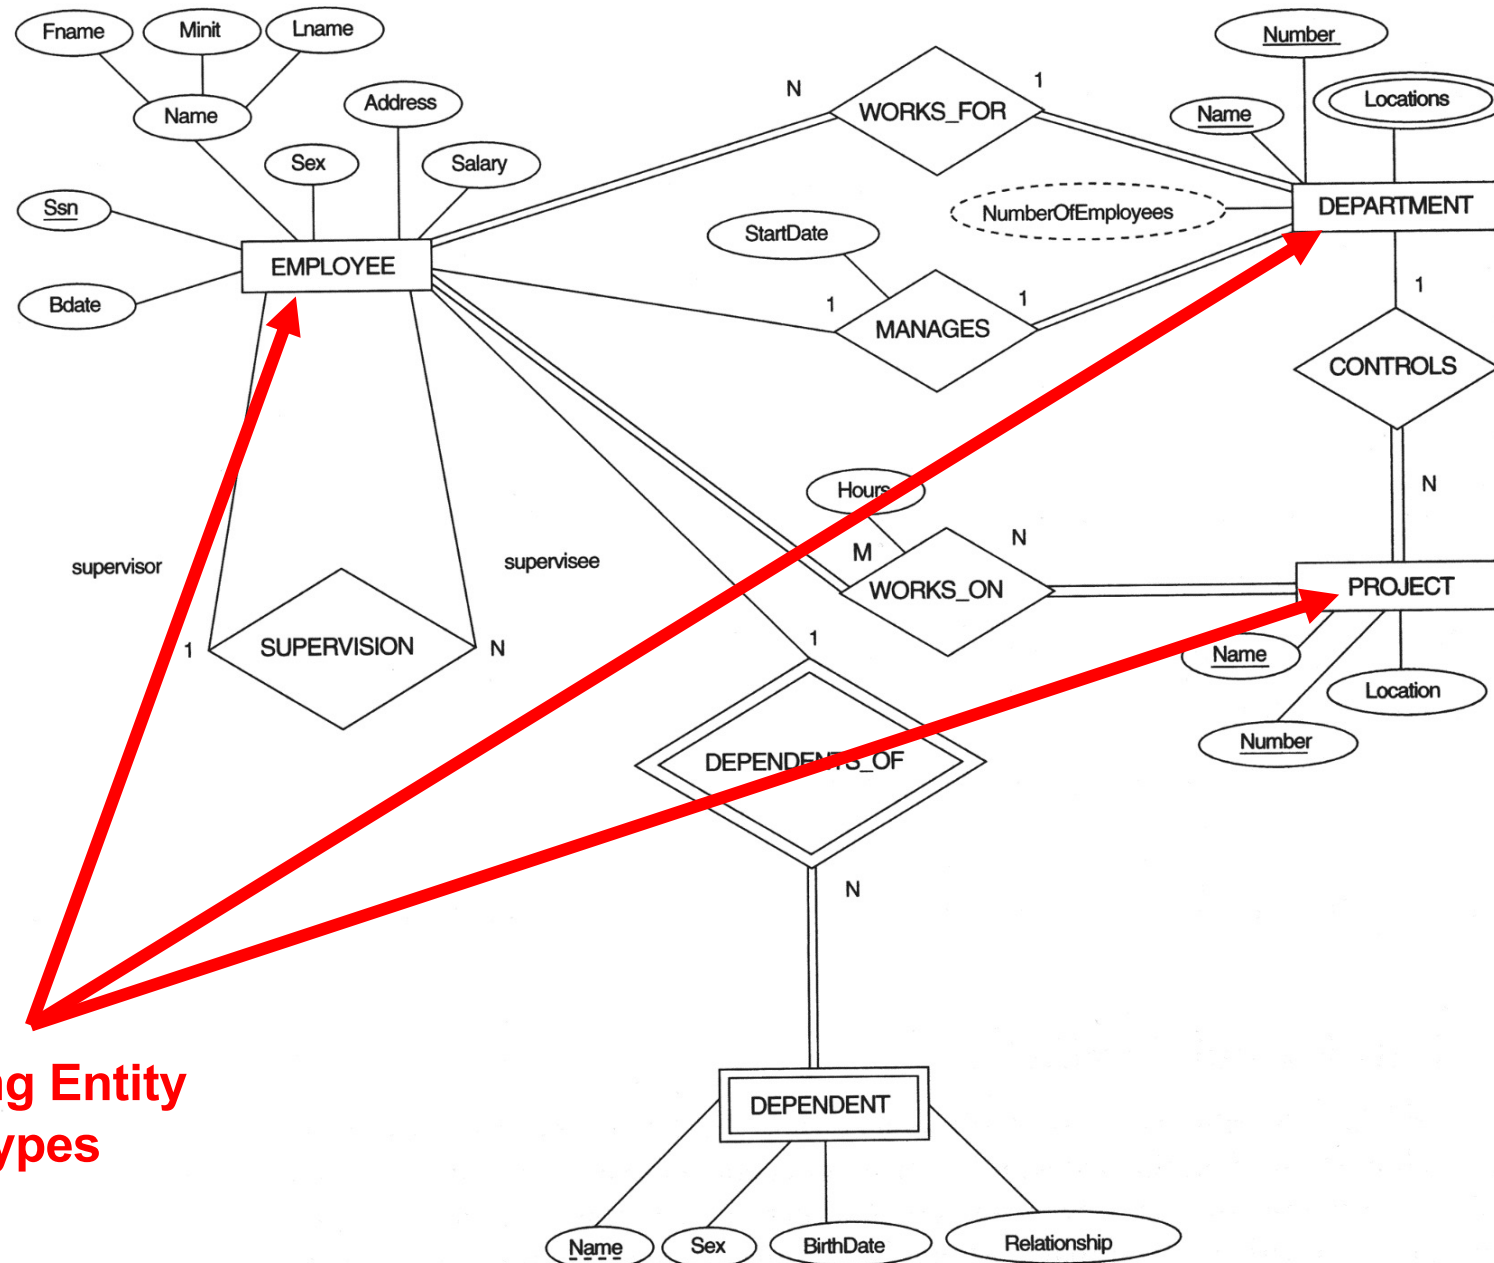 Fname
Minit
Lname
Number
Name
Address
Locations
Name
N
1
WORKS_FOR
Sex
Salary
Ssn
NumberOfEmployees
DEPARTMENT
StartDate
EMPLOYEE
Bdate
1
1
MANAGES
1
CONTROLS
Hours
N
supervisor
supervisee
M
N
WORKS_ON
PROJECT
1
SUPERVISION
N
1
Name
Location
Number
DEPENDENTS_OF
N
ng Entity
ypes
DEPENDENT
Name
Sex
BirthDate
Relationship